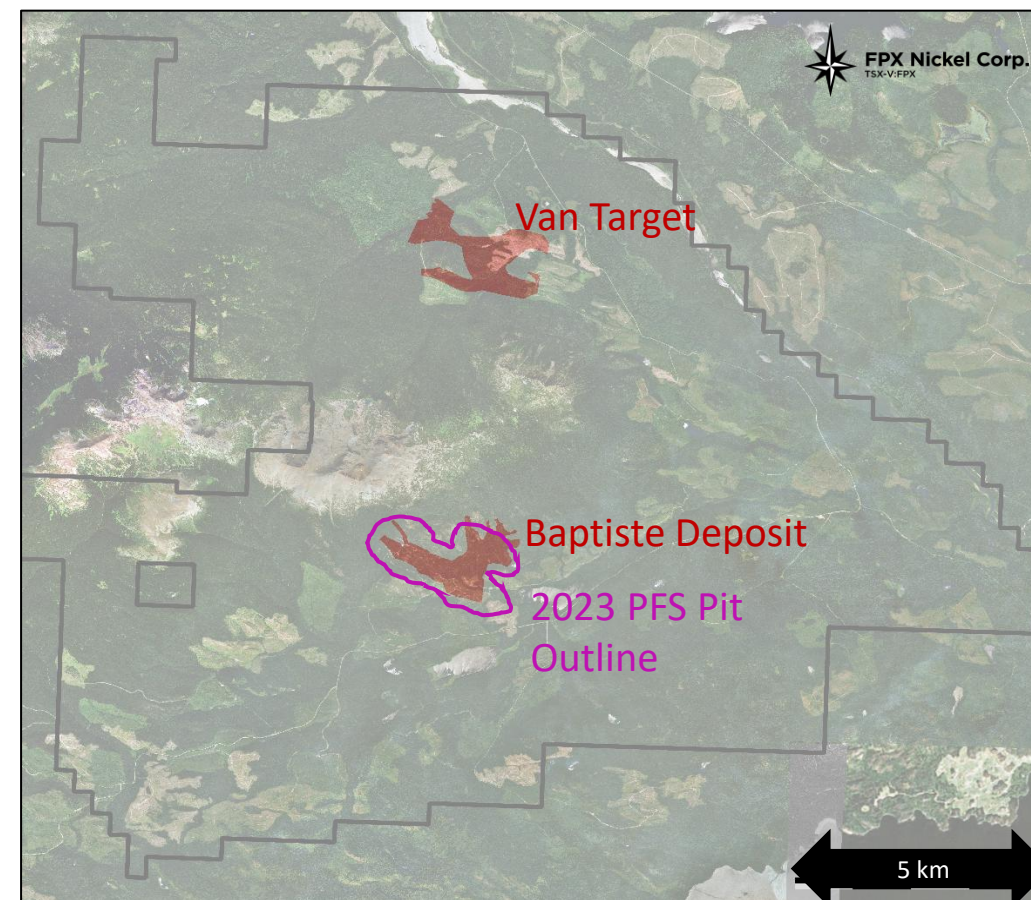 FPX Nickel Corp.
TSX-V:FPX
Van Target
Baptiste Deposit
2023 PFS Pit
Outline
5 km